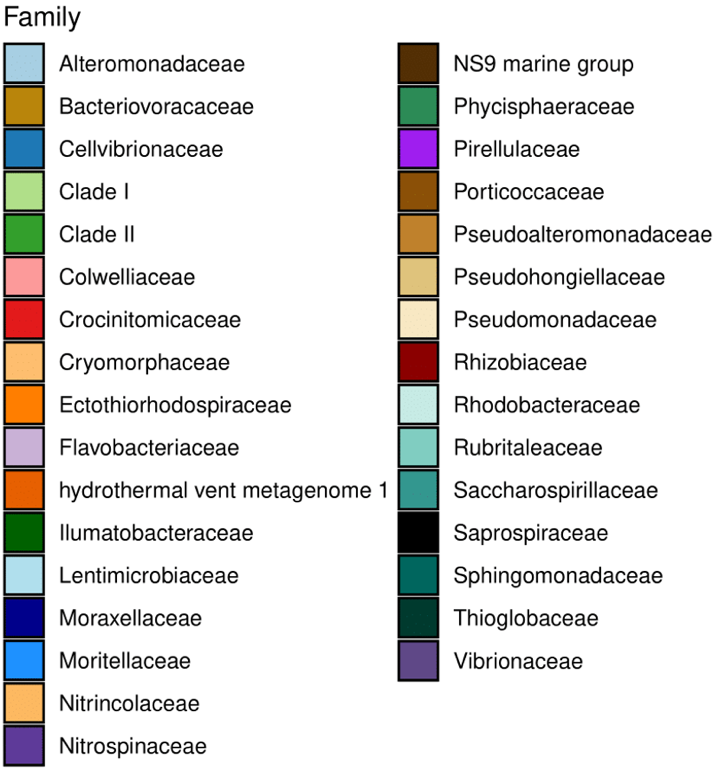 Family
Alteromonadaceae
Bacteriovoracaceae
Cellvibrionaceae
Clade I
Clade II
Colwelliaceae
Crocinitomicaceae
Cryomorphaceae
Ectothiorhodospiraceae
Flavobacteriaceae
hydrothermal vent metagenome 1
Ilumatobacteraceae
Lentimicrobiaceae
Moraxellaceae
Moritellaceae
Nitrincolaceae
Nitrospinaceae
NS9 marine group
Phycisphaeraceae
Pirellulaceae
Porticoccaceae
Pseudoalteromonadaceae
Pseudohongiellaceae
Pseudomonadaceae
Rhizobiaceae
Rhodobacteraceae
Rubritaleaceae
Saccharospirillaceae
Saprospiraceae
Sphingomonadaceae
Thioglobaceae
Vibrionaceae